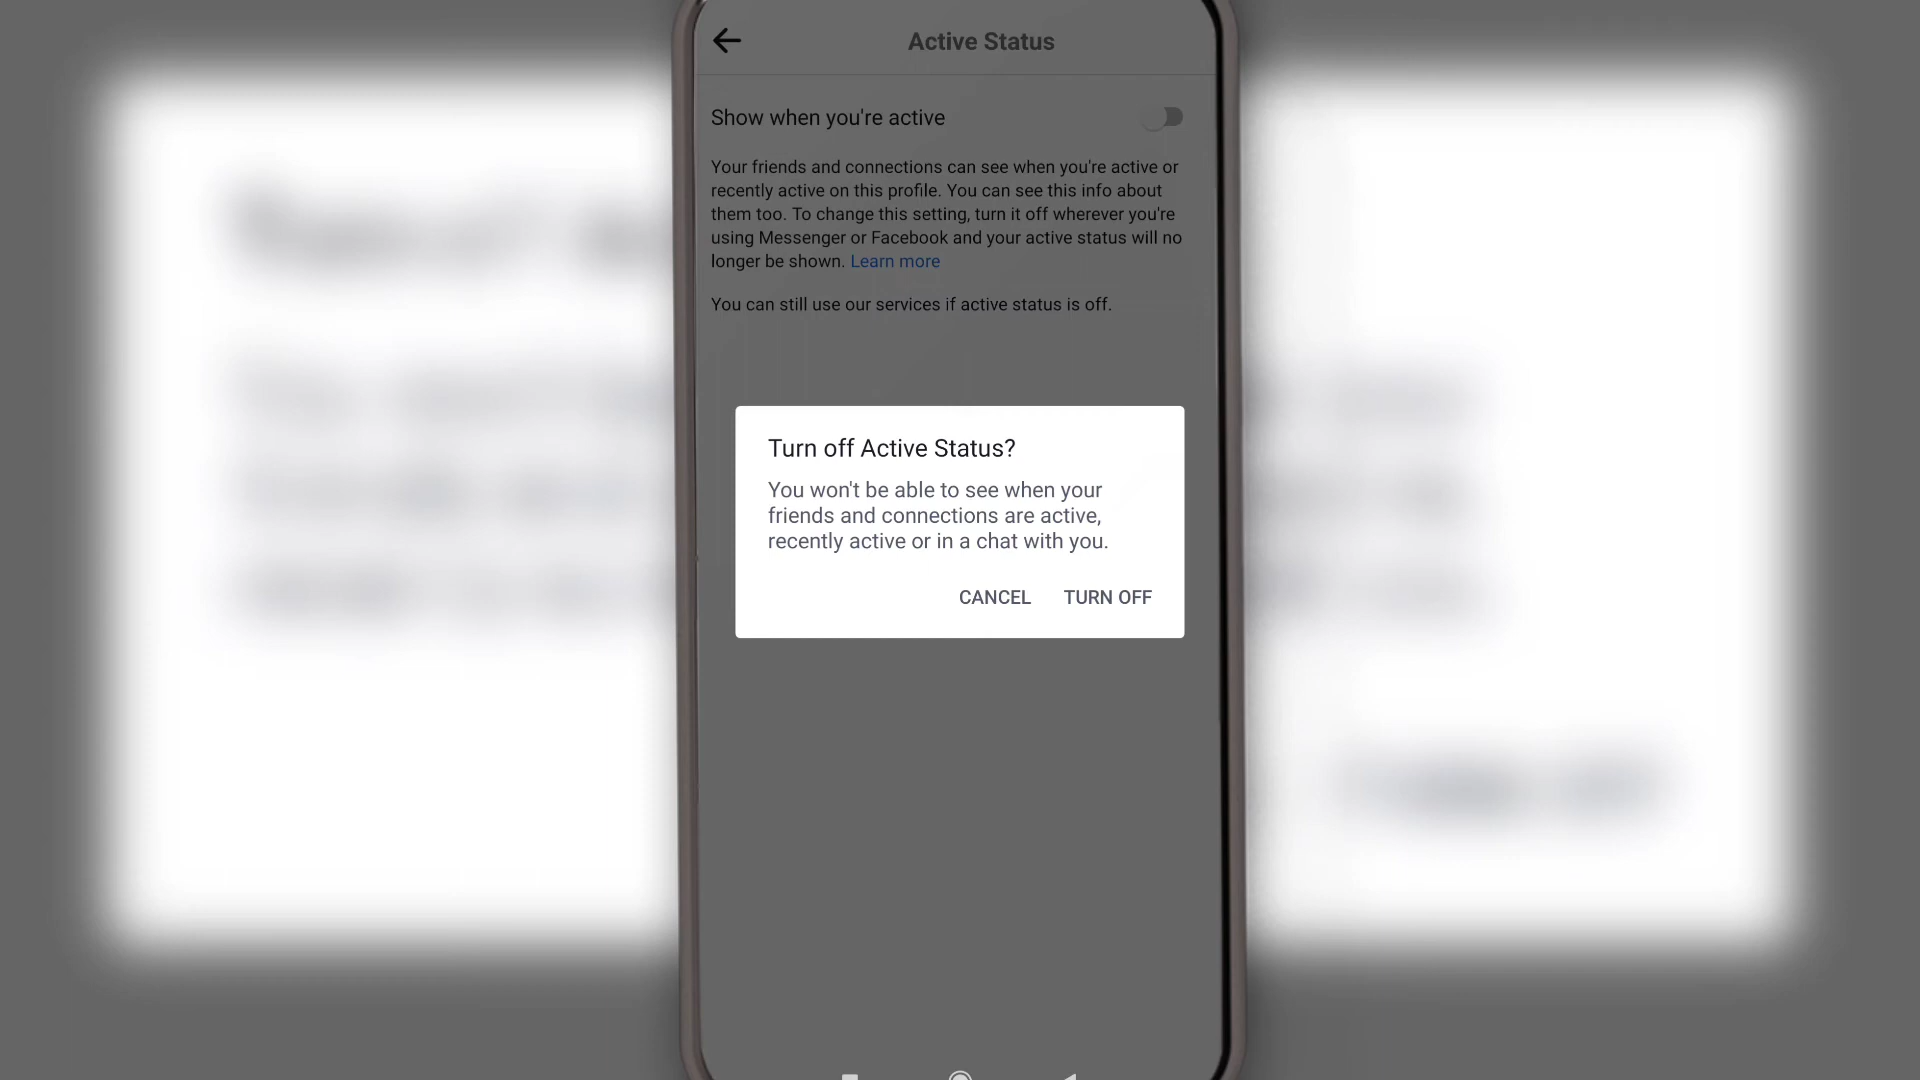 Active Status
Show when you're active
Your friends and connections can see when you're active or
recently active on this profile. You can see this info about
them too. To change this setting, turn it off wherever you're
using Messenger or Facebook and your active status will no
longer be shown. Learn more
You can still use our services if active status is off.
Turn off Active Status?
You won't be able to see when your
friends and connections are active,
recently active or in a chat with you.
CANCEL TURN OFF